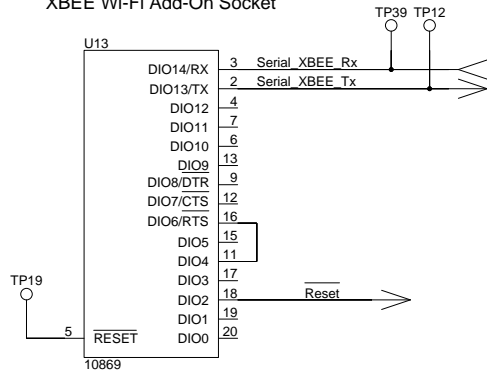 XBEE Wi-Fi Add-On Socket
TP39 TP12
U13
DIO14/RX 3 Serial_XBEE_Rx
DIO13/TX 2 Serial_XBEE_Tx
DIO12 4
DIO11 7
DIO10 6
DIO9 13
DIO8/DTR 9
DIO7/CTS 12
DIO6/RTS 16
DIO5 15
DIO4 11
DIO3 17
TP19
DIO2 18 Reset
DIO1 19
5 RESET DIO0 20
10869